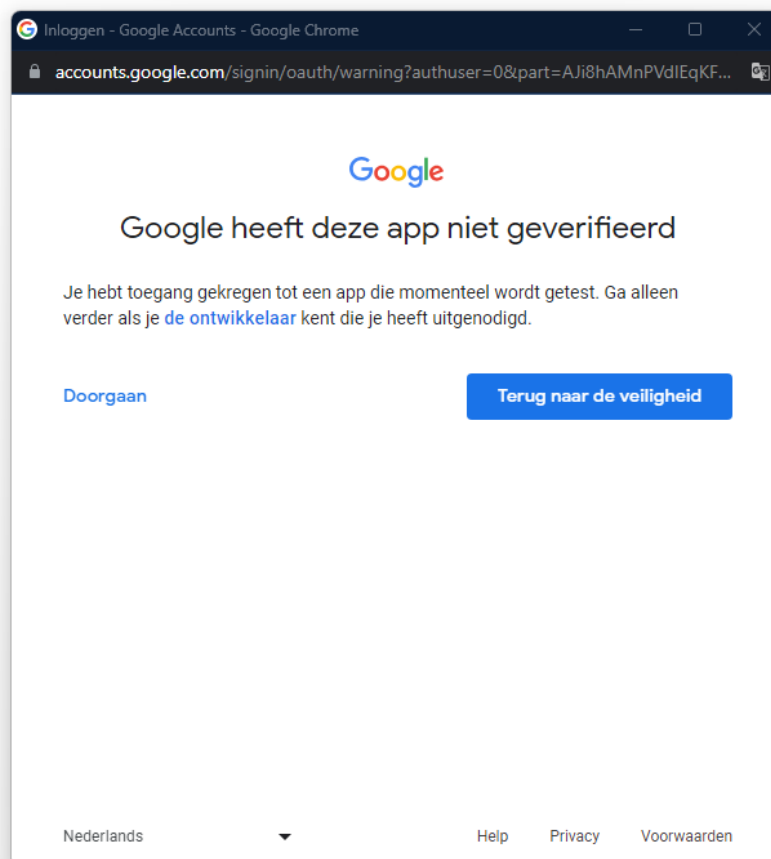 Inloggen - Google Accounts - Google Chrome
accounts.google.com/signin/oauth/warning?authuser=0&part=AJi8hAMnPVdIEqKF...
Google
Google heeft deze app niet geverifieerd
Je hebt toegang gekregen tot een app die momenteel wordt getest. Ga alleen
verder als je de ontwikkelaar kent die je heeft uitgenodigd.
Doorgaan
Terug naar de veiligheid
Nederlands
Help Privacy Voorwaarden